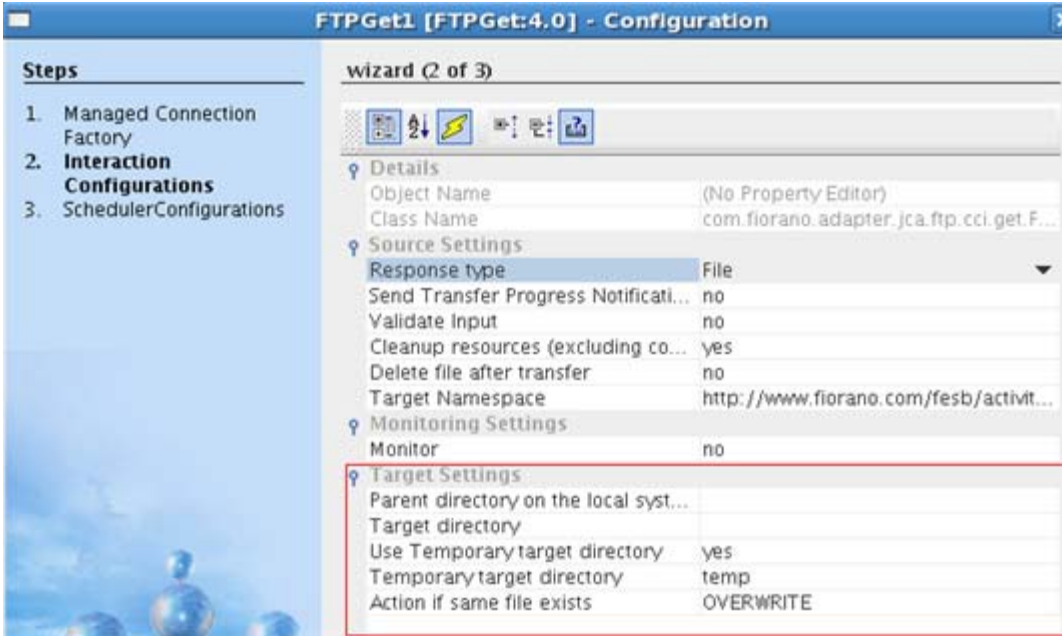 FTPGet1 [FTPGet:4.0] - Configuration
Steps
1. Managed Connection
Factory
2. Interaction
Configurations
3. SchedulerConfigurations
wizard (2 of 3)
Details
Object Name (No Property Editor)
Class Name com.fiorano.adapter.jca.ftp.cci.get.F...
Source Settings
Response type File
Send Transfer Progress Notificati... no
Validate Input no
Cleanup resources (excluding co... yes
Delete file after transfer no
Target Namespace http://www.fiorano.com/fesb/activit...
Monitoring Settings
Monitor no
Target Settings
Parent directory on the local syst...
Target directory
Use Temporary target directory yes
Temporary target directory temp
Action if same file exists OVERWRITE